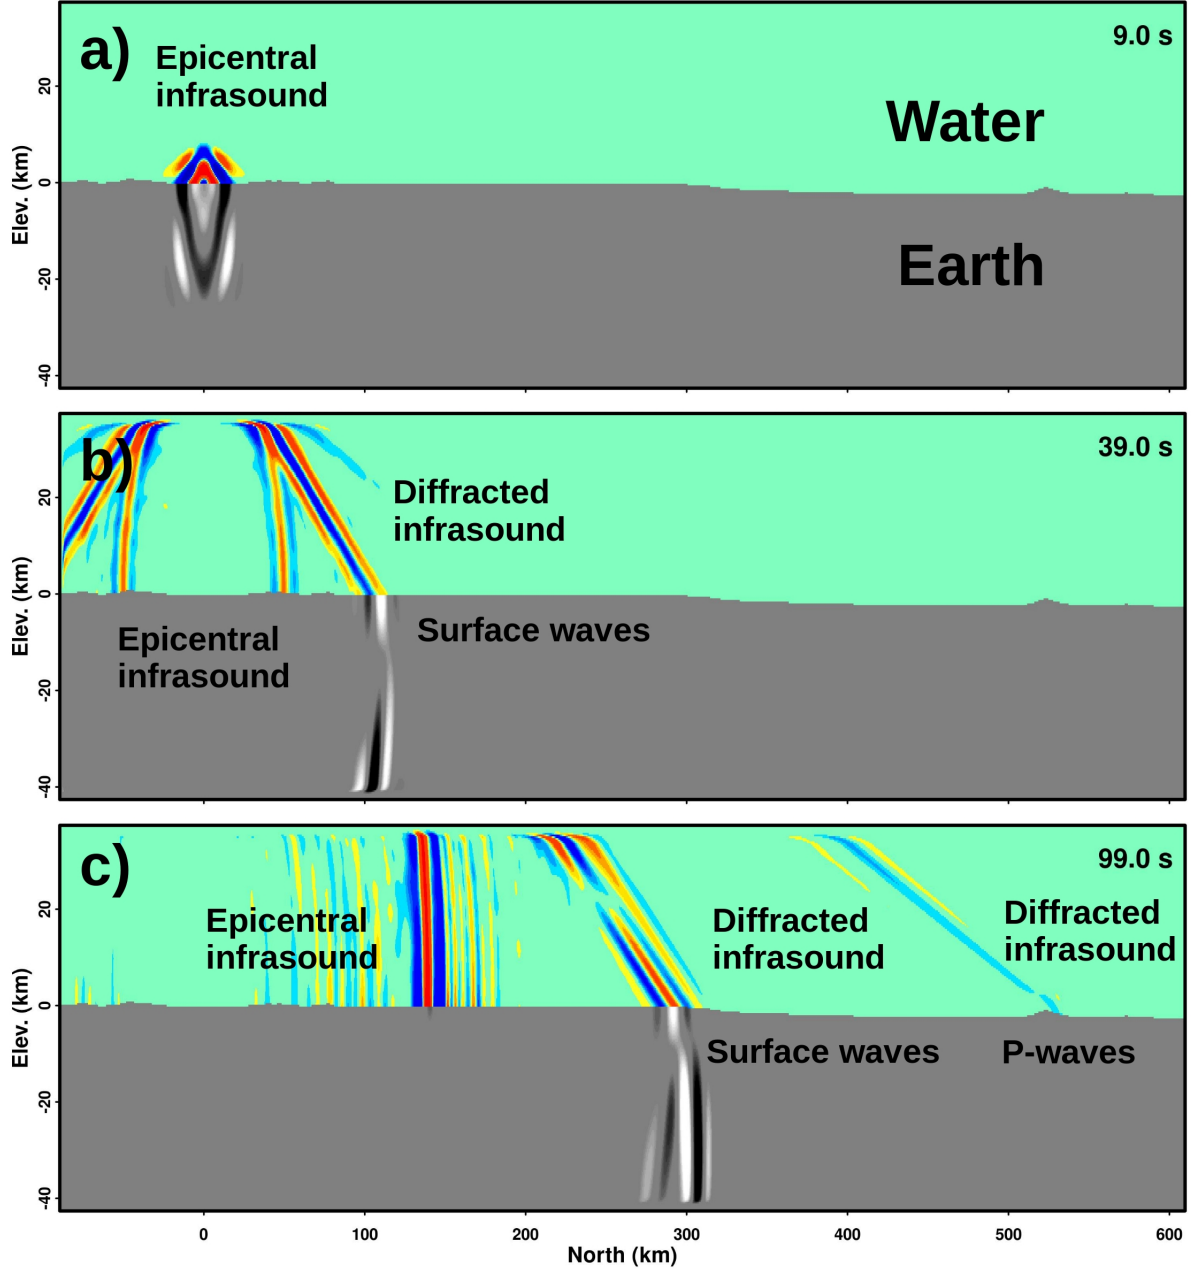 a)
Epicentral
infrasound
9.0 s
Water
Earth
Elev. (km)
20
0
-20
-40
b)
39.0 s
Diffracted
infrasound
Epicentral
infrasound
Surface waves
Elev. (km)
20
0
-20
-40
c)
99.0 s
Epicentral
infrasound
Diffracted
infrasound
Diffracted
infrasound
Surface waves
P-waves
Elev. (km)
20
0
-20
-40
0 100 200 300 400 500 600
North (km)